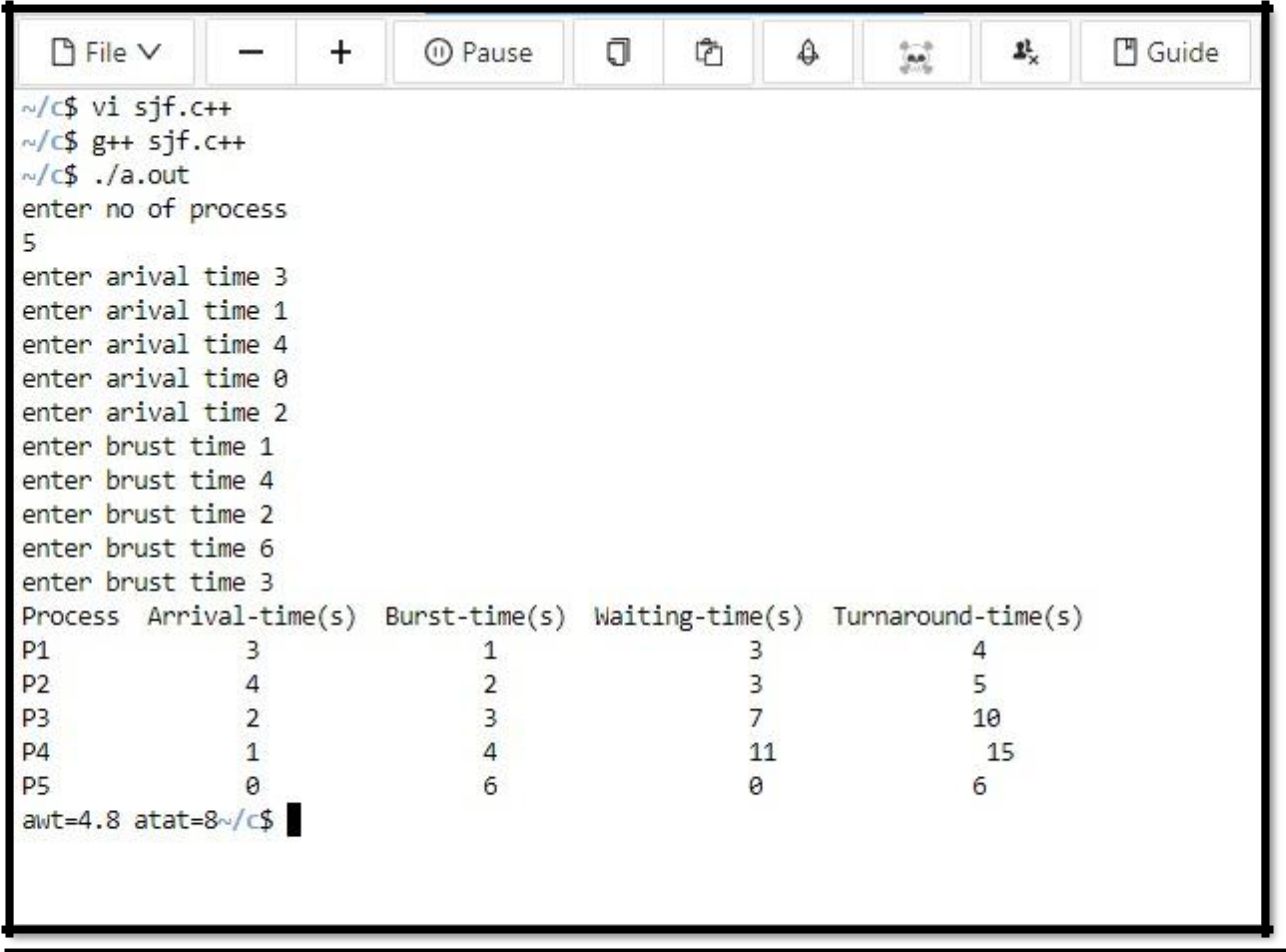 File Pause Guide
~/c$ vi sjf.c++
~/c$ g++ sjf.c++
~/c$ ./a.out
enter no of process
5
enter arival time 3
enter arival time 1
enter arival time 4
enter arival time 0
enter arival time 2
enter brust time 1
enter brust time 4
enter brust time 2
enter brust time 6
enter brust time 3
Process Arrival-time(s) Burst-time(s) Waiting-time(s) Turnaround-time(s)
P1 3 1 3 4
P2 4 2 3 5
P3 2 3 7 10
P4 1 4 11 15
P5 0 6 0 6
awt=4.8 atat=8~/c$